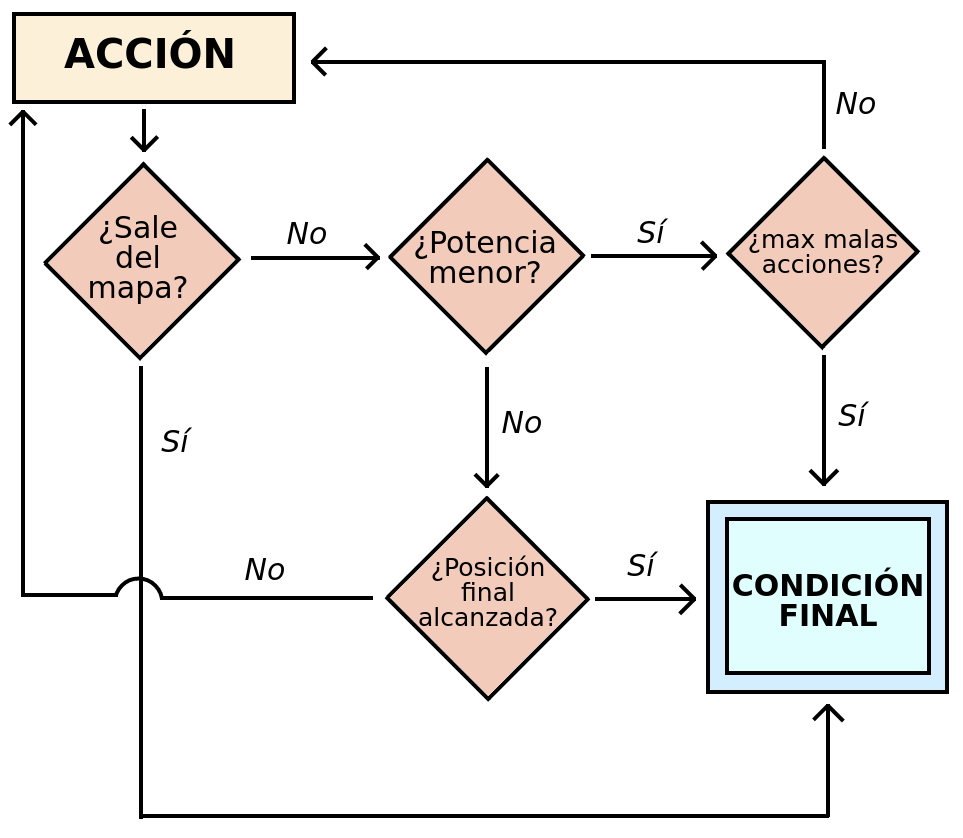 ACCIÓN
No
¿Sale
del
mapa?
No
¿Potencia
menor?
Sí
¿max malas
acciones?
Sí
No
Sí
No
¿Posición
final
alcanzada?
Sí
CONDICIÓN
FINAL